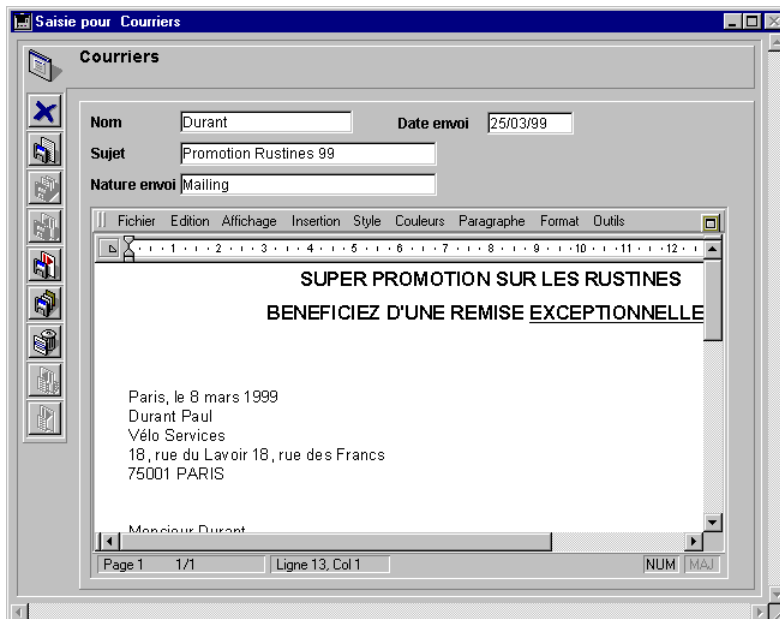 Saisie pour Courriers
Courriers
Nom Durant Date envoi 25/03/99
Sujet Promotion Rustines 99
Nature envoi Mailing
Fichier Edition Affichage Insertion Style Couleurs Paragraphe Format Outils
1 2 3 4 5 6 7 8 9 10 11 12
SUPER PROMOTION SUR LES RUSTINES
BENEFICIEZ D'UNE REMISE EXCEPTIONNELLE
Paris, le 8 mars 1999
Durant Paul
Vélo Services
18, rue du Lavoir 18, rue des Francs
75001 PARIS
Monsieur Durant
Page 1 1/1 Ligne 13, Col 1 NUM MAJ